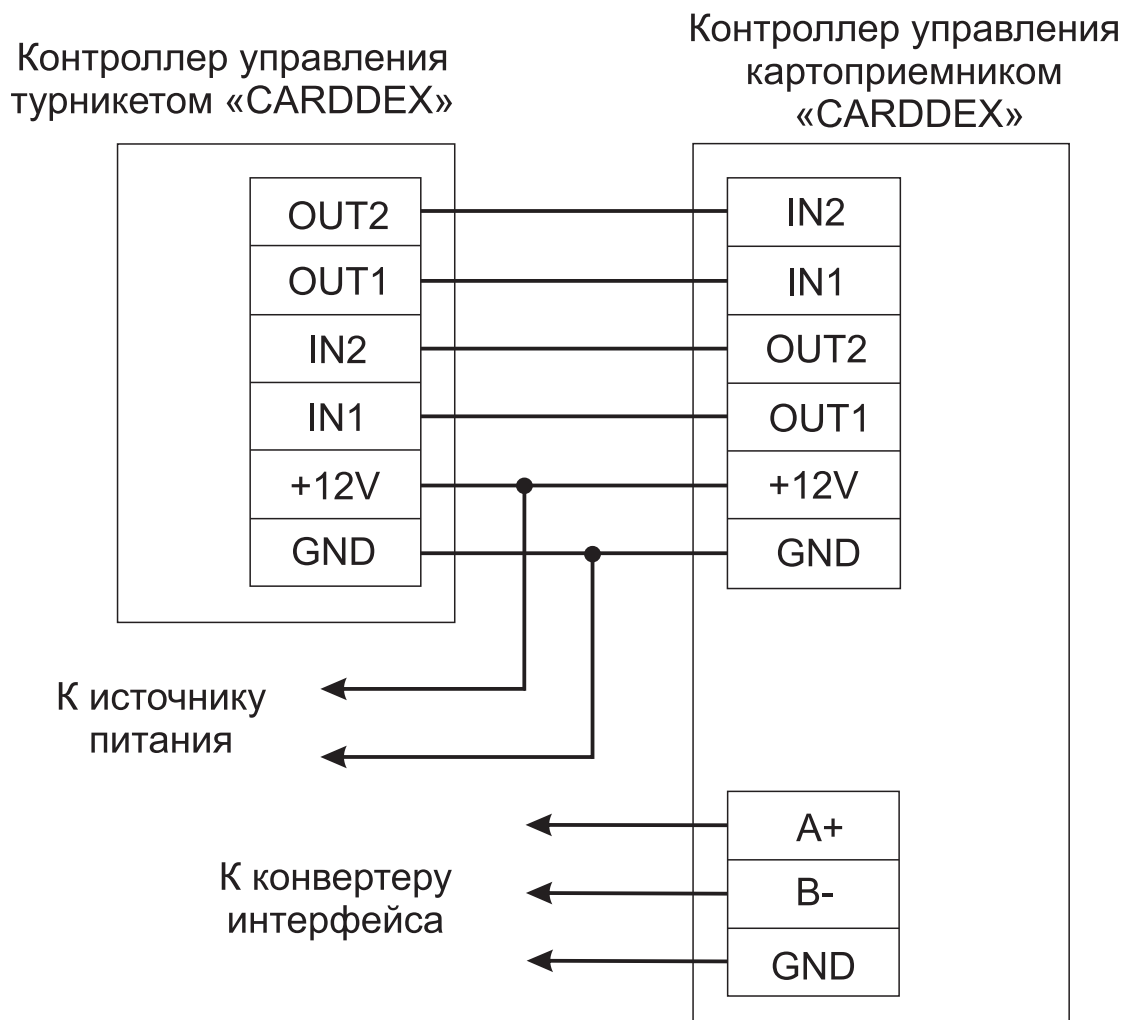 Контроллер управления
турникетом «CARDDEX»
Контроллер управления
картоприемником
«CARDDEX»
OUT2
OUT1
IN2
IN1
+12V
GND
IN2
IN1
OUT2
OUT1
+12V
GND
К источнику
питания
К конвертеру
интерфейса
A+
B-
GND